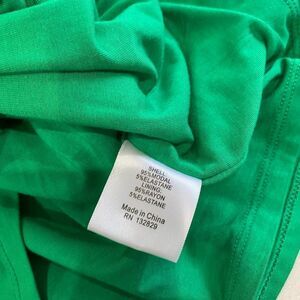 SHELL:
95%MODAL
5%ELASTANE
LINING:
95%RAYON
5%ELASTANE
Made in China
RN 132829